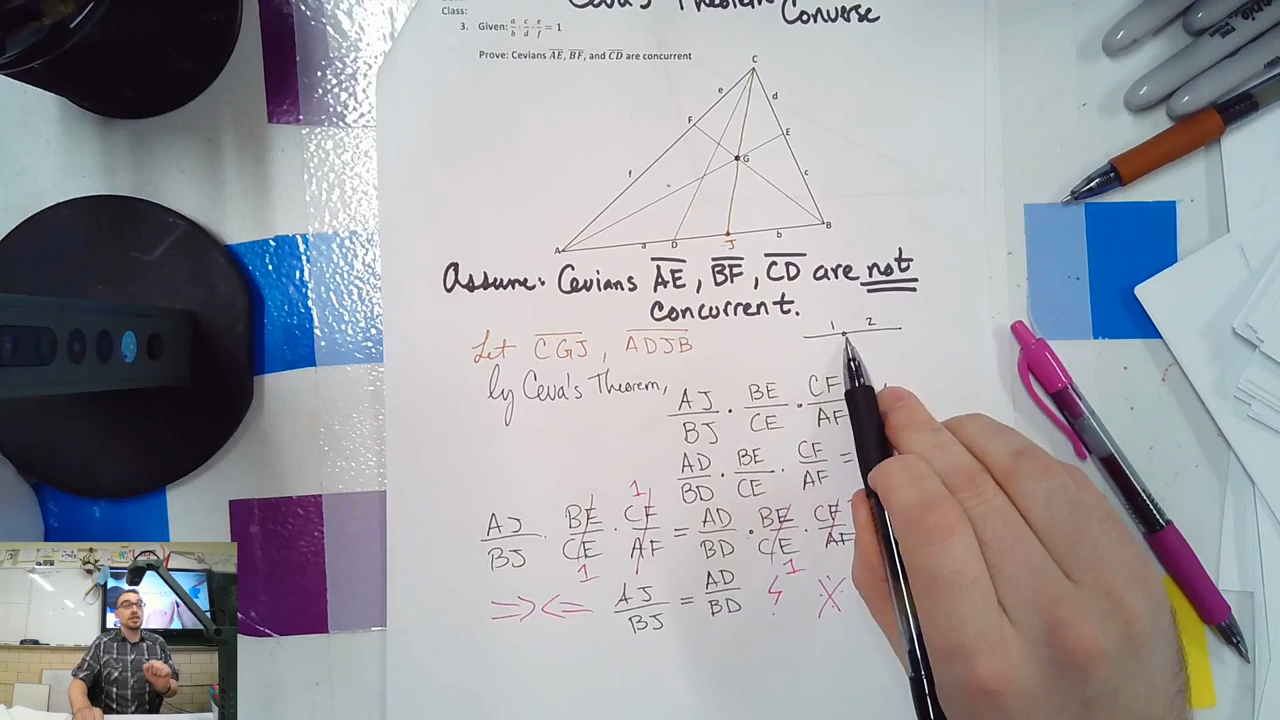 Class:
Ceva's Theorem
Converse
3. Given: a/b · c/d · e/f = 1
Prove: Cevians AE, BF, and CD are concurrent
C
e
d
F
E
G
f
c
B
A
a
D
J
b
Assume: Cevians AE, BF, CD are not
concurrent.
1 2
Let CGJ, ADJB
by Ceva's Theorem,
AJ/BJ · BE/CE · CF/AF
AD/BD · BE/CE · CF/AF =
1
AJ/BJ · BE/CE · CF/AF = AD/BD · BE/CE · CF/AF
1 1
⇒⇐ AJ/BJ = AD/BD